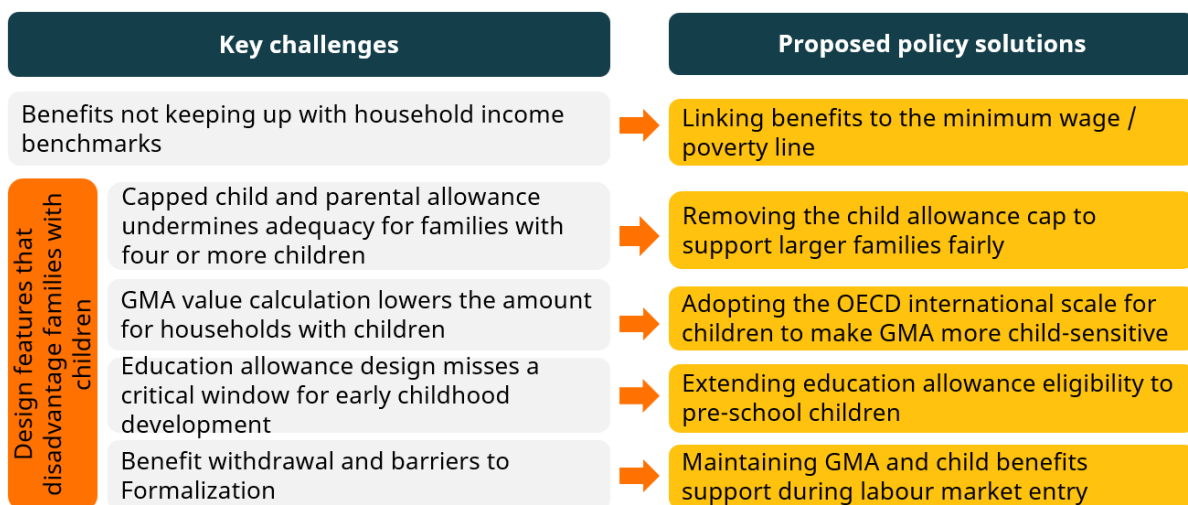 Key challenges
Proposed policy solutions
Benefits not keeping up with household income
benchmarks
Linking benefits to the minimum wage /
poverty line
Design features that
disadvantage families with
children
Capped child and parental allowance
undermines adequacy for families with
four or more children
Removing the child allowance cap to
support larger families fairly
GMA value calculation lowers the amount
for households with children
Adopting the OECD international scale for
children to make GMA more child-sensitive
Education allowance design misses a
critical window for early childhood
development
Extending education allowance eligibility to
pre-school children
Benefit withdrawal and barriers to
Formalization
Maintaining GMA and child benefits
support during labour market entry